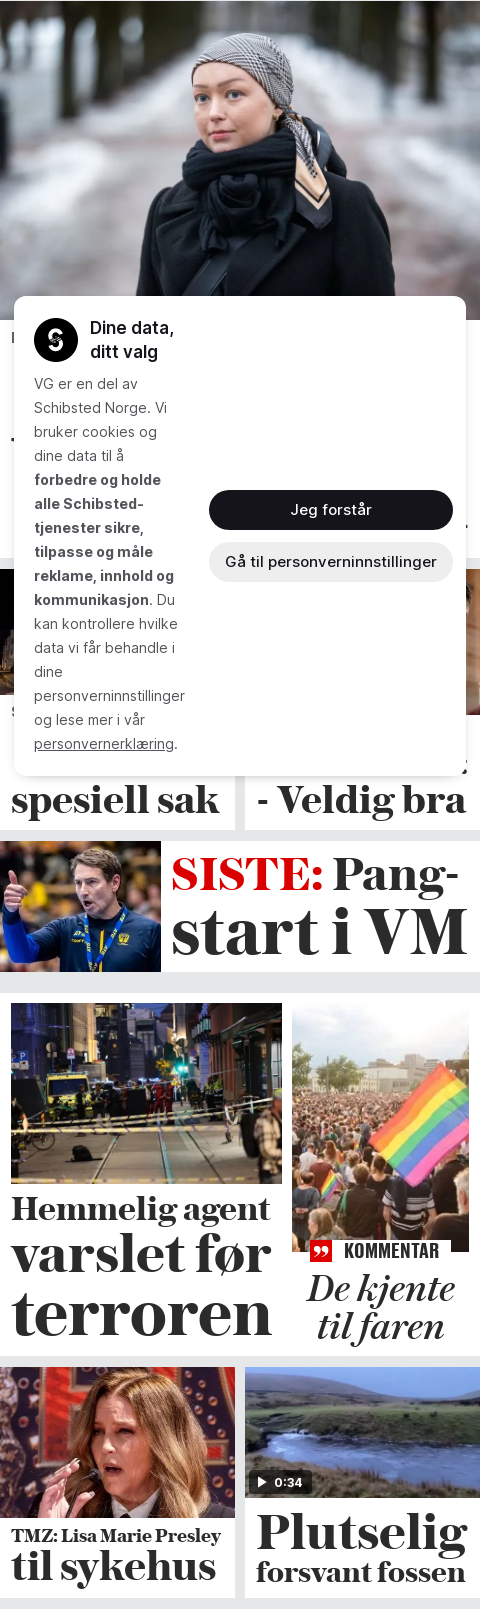 Dine data,
ditt valg
VG er en del av
Schibsted Norge. Vi
bruker cookies og
dine data til å
forbedre og holde
alle Schibsted-
tjenester sikre,
tilpasse og måle
reklame, innhold og
kommunikasjon. Du
kan kontrollere hvilke
data vi får behandle i
dine
personverninnstillinger
og lese mer i vår
personvernerklæring.
Jeg forstår
Gå til personverninnstillinger
spesiell sak
- Veldig bra
SISTE: Pang-
start i VM
Hemmelig agent
varslet før
terroren
KOMMENTAR
De kjente
til faren
TMZ: Lisa Marie Presley
til sykehus
0:34
Plutselig
forsvant fossen